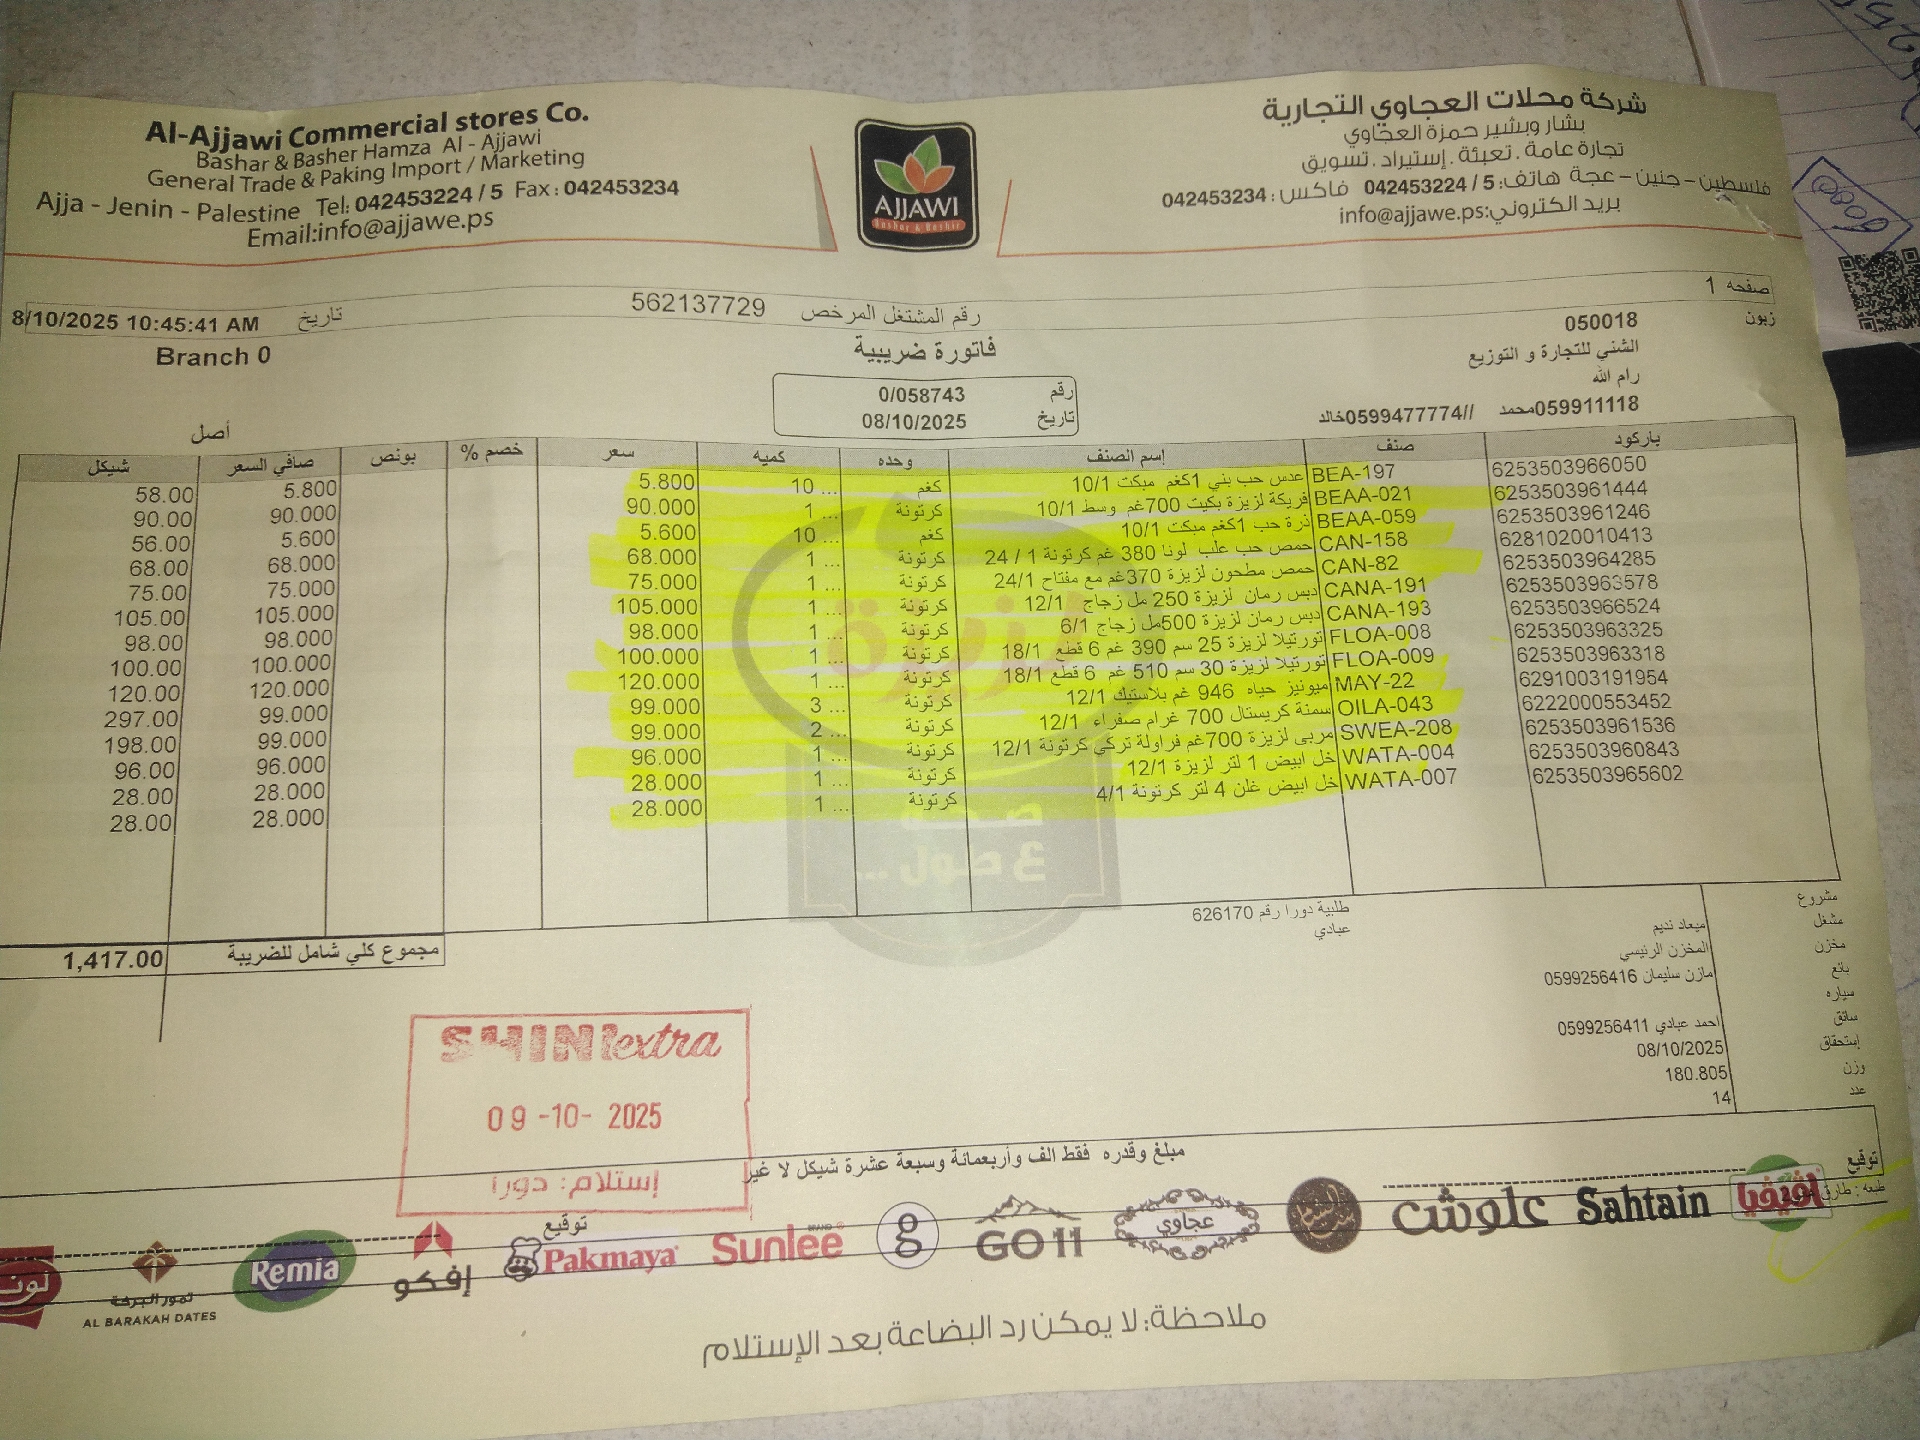 Al-Ajjawi Commercial stores Co.
Bashar & Basher Hamza Al - Ajjawi
General Trade & Paking Import / Marketing
Ajja - Jenin - Palestine Tel: 042453224 / 5 Fax : 042453234
Email:info@ajjawe.ps
AJJAWI
Bashar & Bashir
شركة محلات العجاوي التجارية
بشار وبشير حمزة العجاوي
تجارة عامة . تعبئة . إستيراد . تسويق
فلسطين - جنين - عجة هاتف: 5 / 042453224 فاكس : 042453234
بريد الكتروني:info@ajjawe.ps
صفحه 1
8/10/2025 10:45:41 AM تاريخ
رقم المشتغل المرخص 562137729
Branch 0
فاتورة ضريبية
زبون 050018
الشني للتجارة و التوزيع
رام الله
059911118محمد //0599477774خالد
رقم 0/058743
تاريخ 08/10/2025
أصل
باركود صنف إسم الصنف وحده كميه سعر خصم % بونص صافي السعر شيكل
6253503966050 BEA-197 عدس حب بني 1كغم مبكت 10/1 كغم 10 ... 5.800 5.800 58.00
6253503961444 BEAA-021 فريكة لزيزة بكيت 700غم وسط 10/1 كرتونة 1 ... 90.000 90.000 90.00
6253503961246 BEAA-059 ذرة حب 1كغم مبكت 10/1 كغم 10 ... 5.600 5.600 56.00
6281020010413 CAN-158 حمص حب علب لونا 380 غم كرتونة 1 / 24 كرتونة 1 ... 68.000 68.000 68.00
6253503964285 CAN-82 حمص مطحون لزيزة 370غم مع مفتاح 24/1 كرتونة 1 ... 75.000 75.000 75.00
6253503963578 CANA-191 دبس رمان لزيزة 250 مل زجاج 12/1 كرتونة 1 ... 105.000 105.000 105.00
6253503966524 CANA-193 دبس رمان لزيزة 500مل زجاج 6/1 كرتونة 1 ... 98.000 98.000 98.00
6253503963325 FLOA-008 تورتيلا لزيزة 25 سم 390 غم 6 قطع 18/1 كرتونة 1 ... 100.000 100.000 100.00
6253503963318 FLOA-009 تورتيلا لزيزة 30 سم 510 غم 6 قطع 18/1 كرتونة 1 ... 120.000 120.000 120.00
6291003191954 MAY-22 ميونيز حياه 946 غم بلاستيك 12/1 كرتونة 3 ... 99.000 99.000 297.00
6222000553452 OILA-043 سمنة كريستال 700 غرام صفراء 12/1 كرتونة 2 ... 99.000 99.000 198.00
6253503961536 SWEA-208 مربى لزيزة 700غم فراولة تركي كرتونة 12/1 كرتونة 1 ... 96.000 96.000 96.00
6253503960843 WATA-004 خل ابيض 1 لتر لزيزة 12/1 كرتونة 1 ... 28.000 28.000 28.00
6253503965602 WATA-007 خل ابيض غلن 4 لتر كرتونة 4/1 كرتونة 1 ... 28.000 28.000 28.00
لزيزة
صحة
ع طول ...
مجموع كلي شامل للضريبة 1,417.00
طلبية دورا رقم 626170
عبادي
مشروع
مشغل ميعاد نديم
مخزن المخزن الرئيسي
بائع مازن سليمان 0599256416
سياره
سائق احمد عبادي 0599256411
إستحقاق 08/10/2025
وزن 180.805
عدد 14
SHINI extra
09 -10- 2025
إستلام: دورا
مبلغ وقدره فقط الف وأربعمائة وسبعة عشرة شيكل لا غير
توقيع
طبعه : طارق
توقيع
AL BARAKAH DATES
تمور البركة
Remia
إفكو
Pakmaya
Sunlee
g
GO11
عجاوي
علوش
Sahtain
ملاحظة: لا يمكن رد البضاعة بعد الإستلام